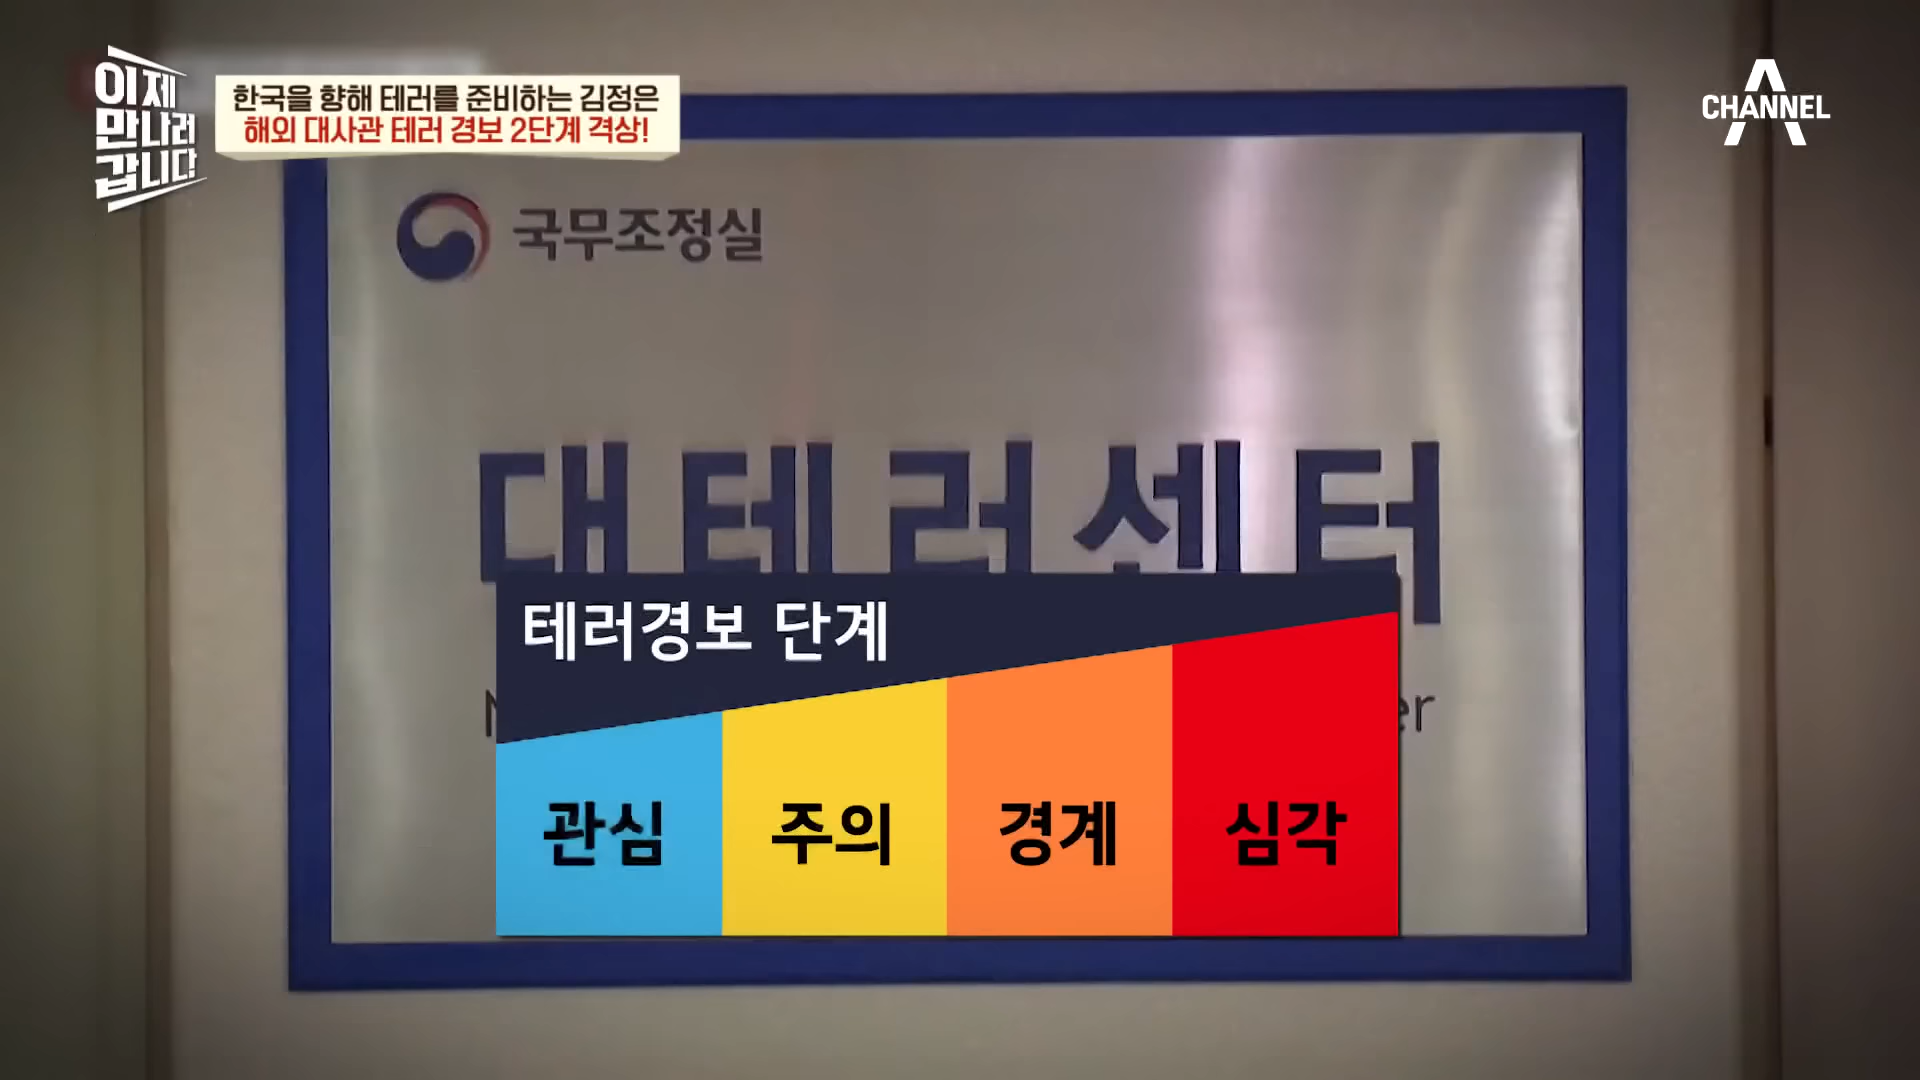 이제
만나러
갑니다
한국을 향해 테러를 준비하는 김정은
해외 대사관 테러 경보 2단계 격상!
CHANNEL A
국무조정실
대테러센터
테러경보 단계
관심 주의 경계 심각